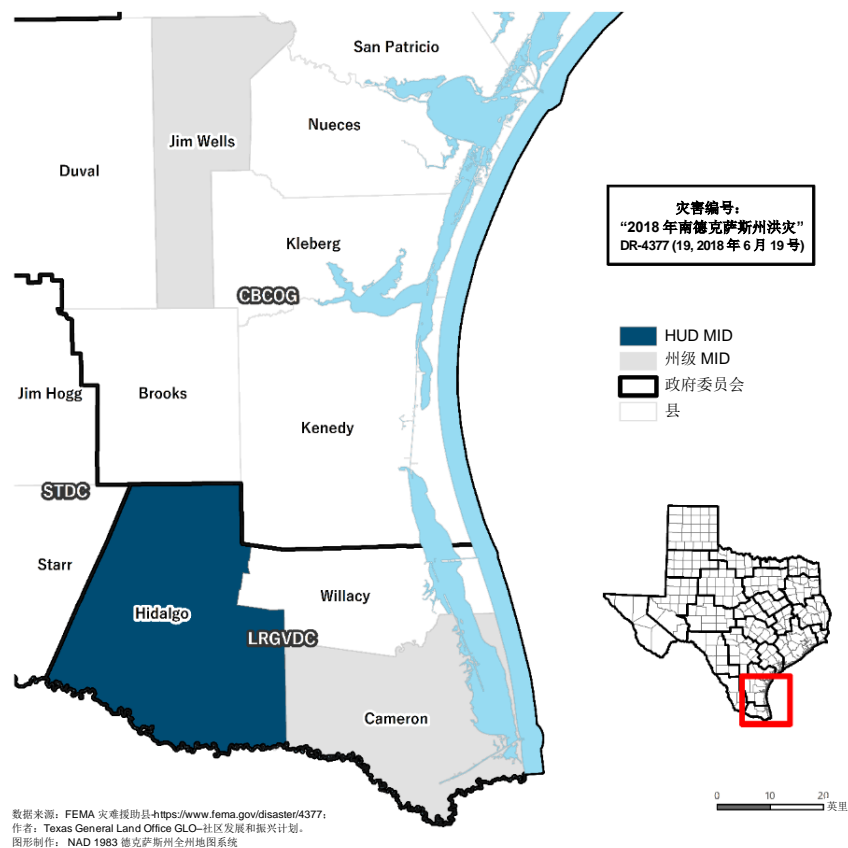 San Patricio
Nueces
Jim Wells
Duval
Kleberg
CBCOG
Jim Hogg
Brooks
Kenedy
STDC
Starr
Hidalgo
Willacy
LRGVDC
Cameron
灾害编号：
“2018 年南德克萨斯州洪灾”
DR-4377 (19, 2018 年 6 月 19 号)
HUD MID
州级 MID
政府委员会
县
0 10 20
英里
数据来源：FEMA 灾难援助县-https://www.fema.gov/disaster/4377；
作者：Texas General Land Office GLO–社区发展和振兴计划。
图形制作： NAD 1983 德克萨斯州全州地图系统